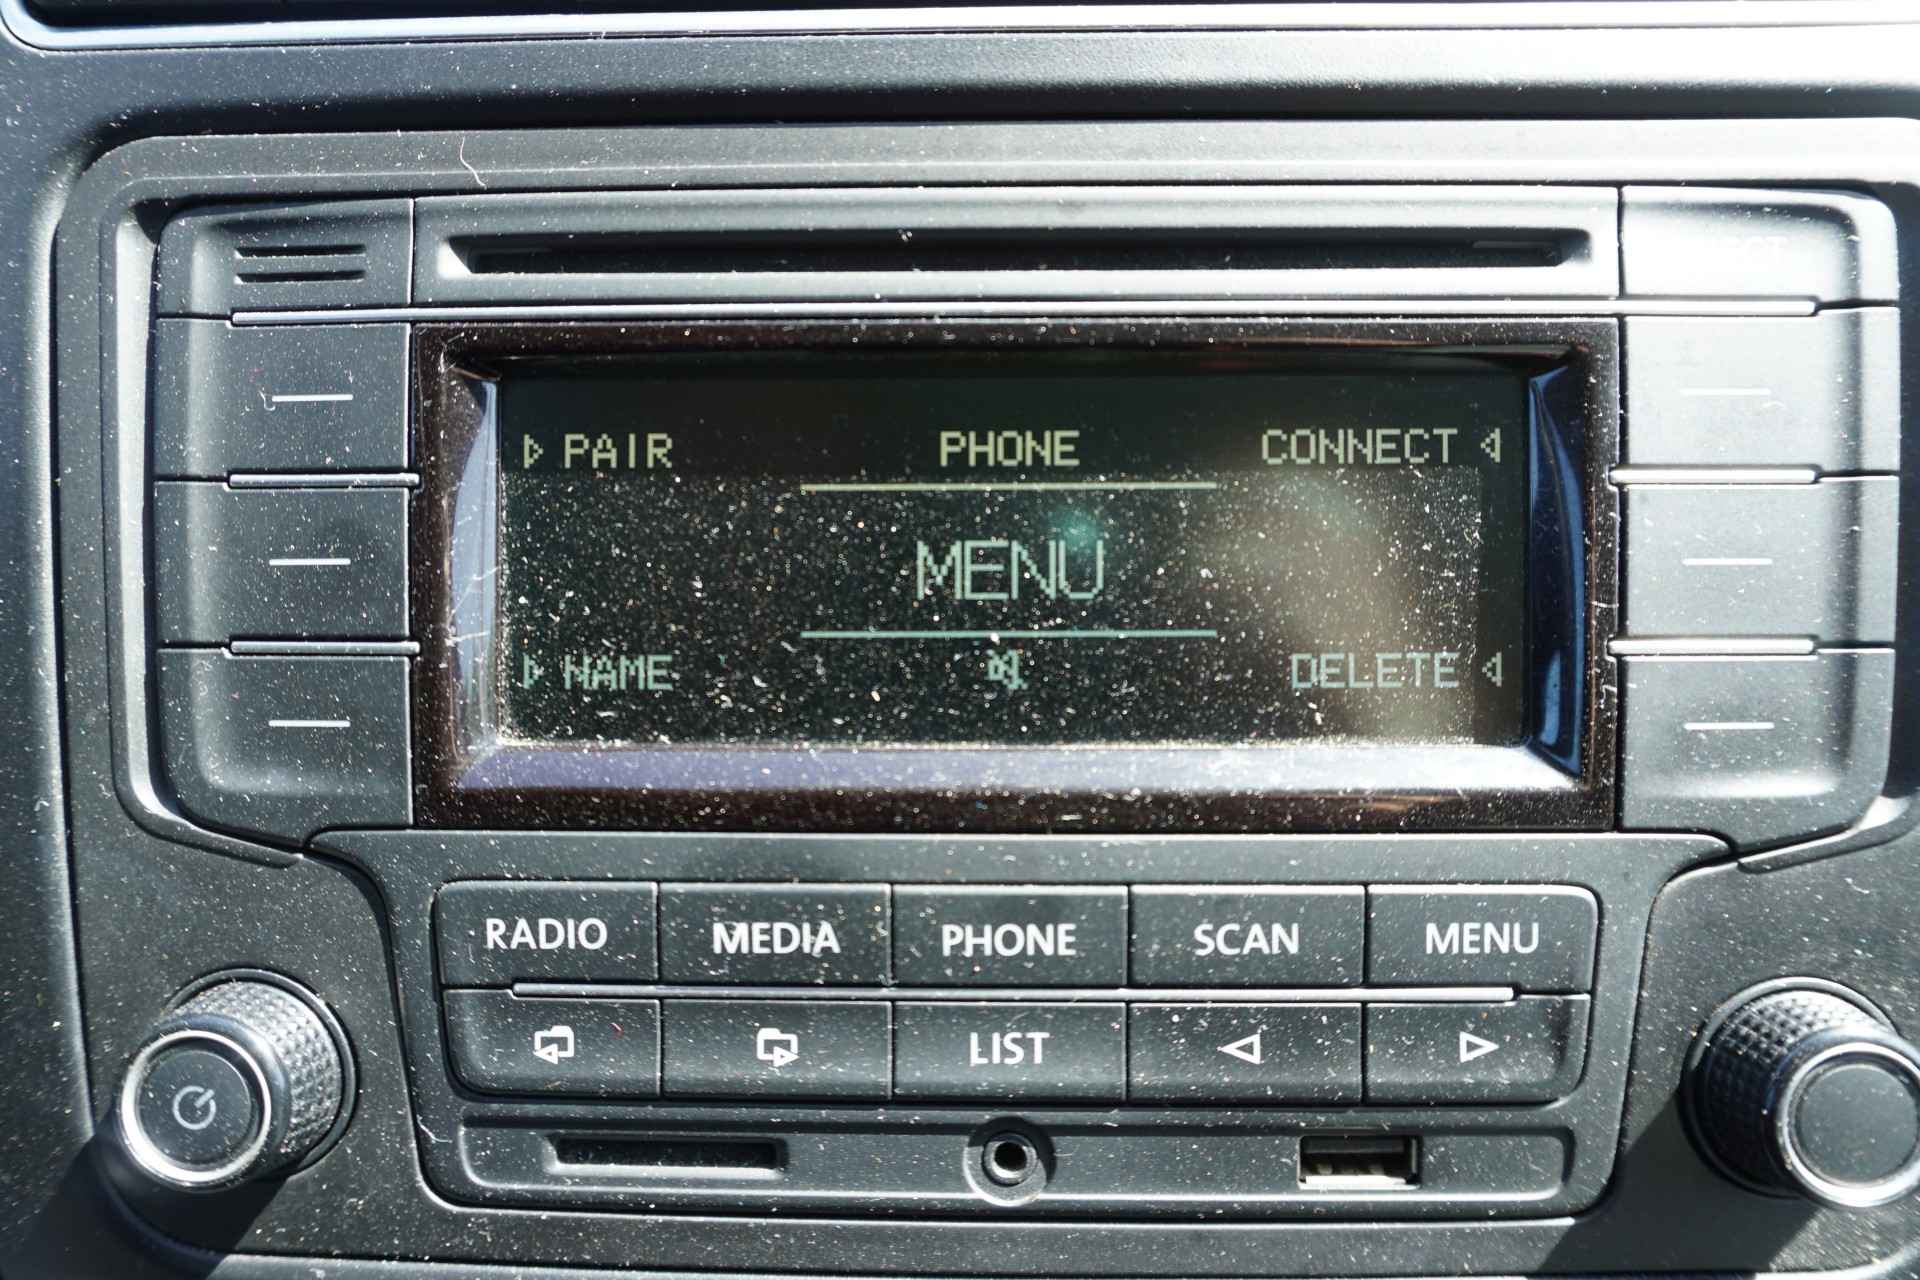 PAIR PHONE CONNECT
MENU
NAME DELETE
RADIO MEDIA PHONE SCAN MENU
LIST